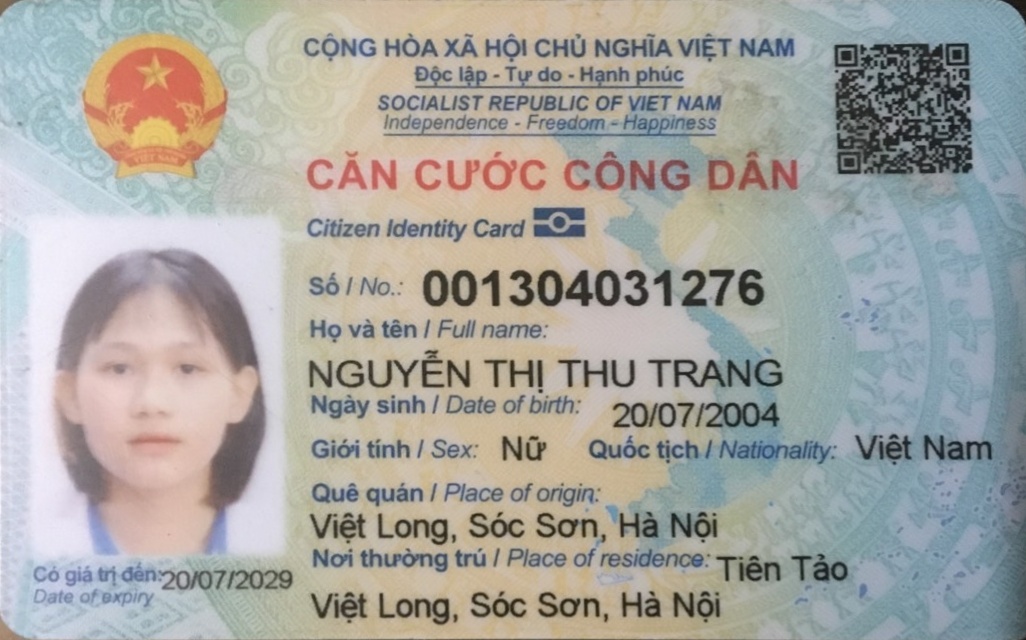 CỘNG HÒA XÃ HỘI CHỦ NGHĨA VIỆT NAM
Độc lập - Tự do - Hạnh phúc
SOCIALIST REPUBLIC OF VIET NAM
Independence - Freedom - Happiness
CĂN CƯỚC CÔNG DÂN
Citizen Identity Card
Số / No.: 001304031276
Họ và tên / Full name:
NGUYỄN THỊ THU TRANG
Ngày sinh / Date of birth: 20/07/2004
Giới tính / Sex: Nữ Quốc tịch / Nationality: Việt Nam
Quê quán / Place of origin:
Việt Long, Sóc Sơn, Hà Nội
Nơi thường trú / Place of residence: Tiên Tảo
Việt Long, Sóc Sơn, Hà Nội
Có giá trị đến: 20/07/2029
Date of expiry
VIỆT NAM